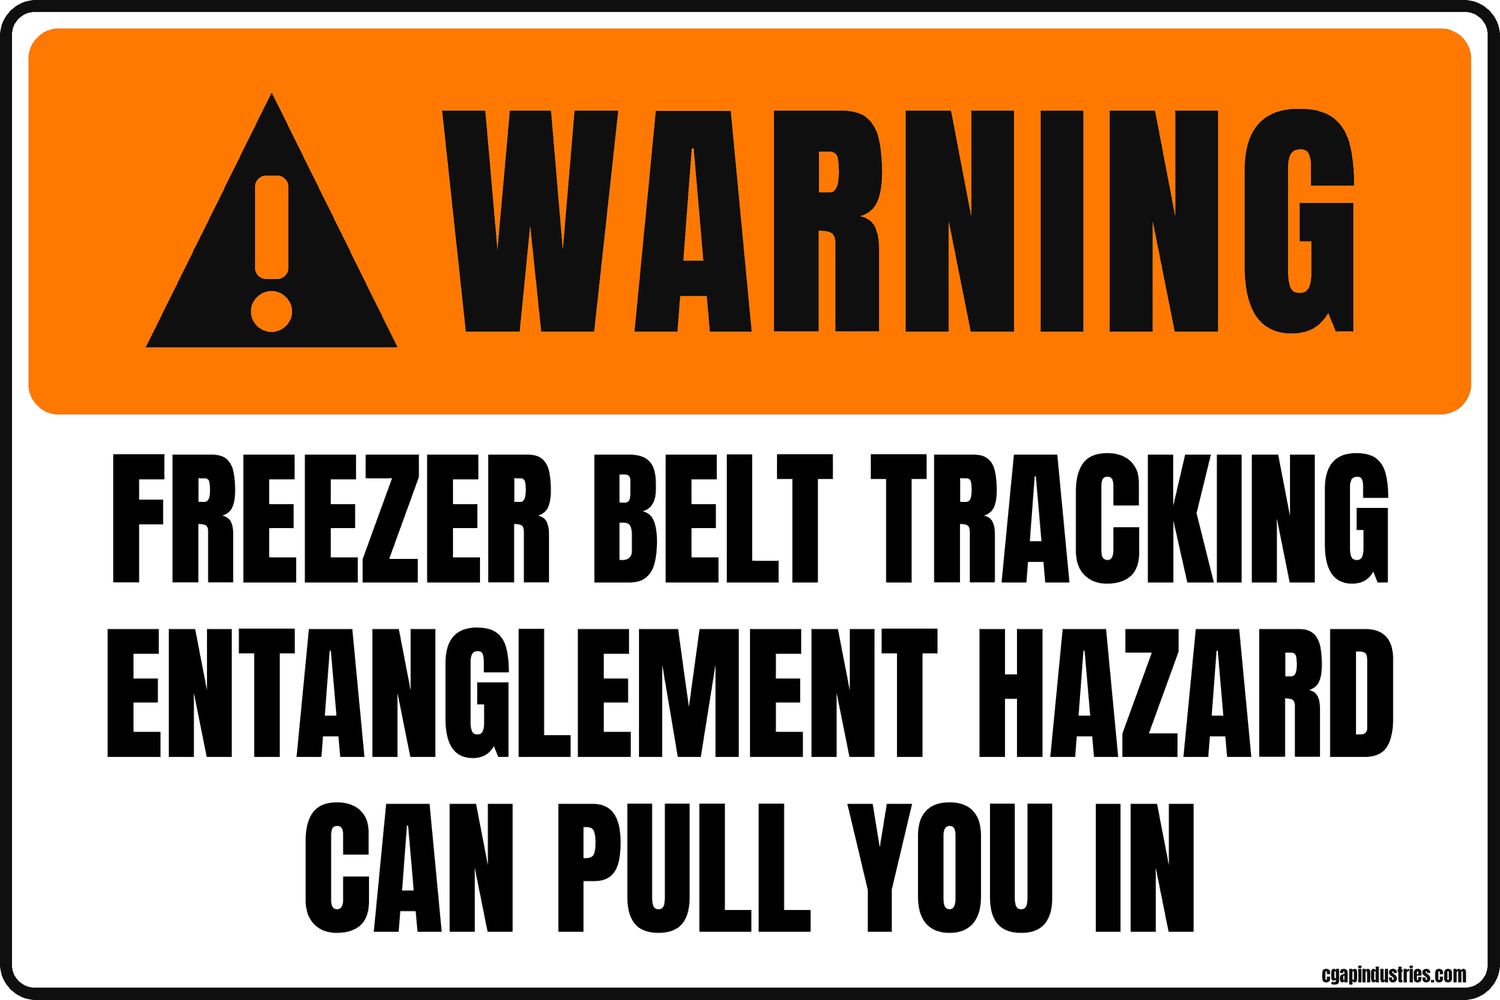 WARNING
FREEZER BELT TRACKING
ENTANGLEMENT HAZARD
CAN PULL YOU IN
cgapindustries.com